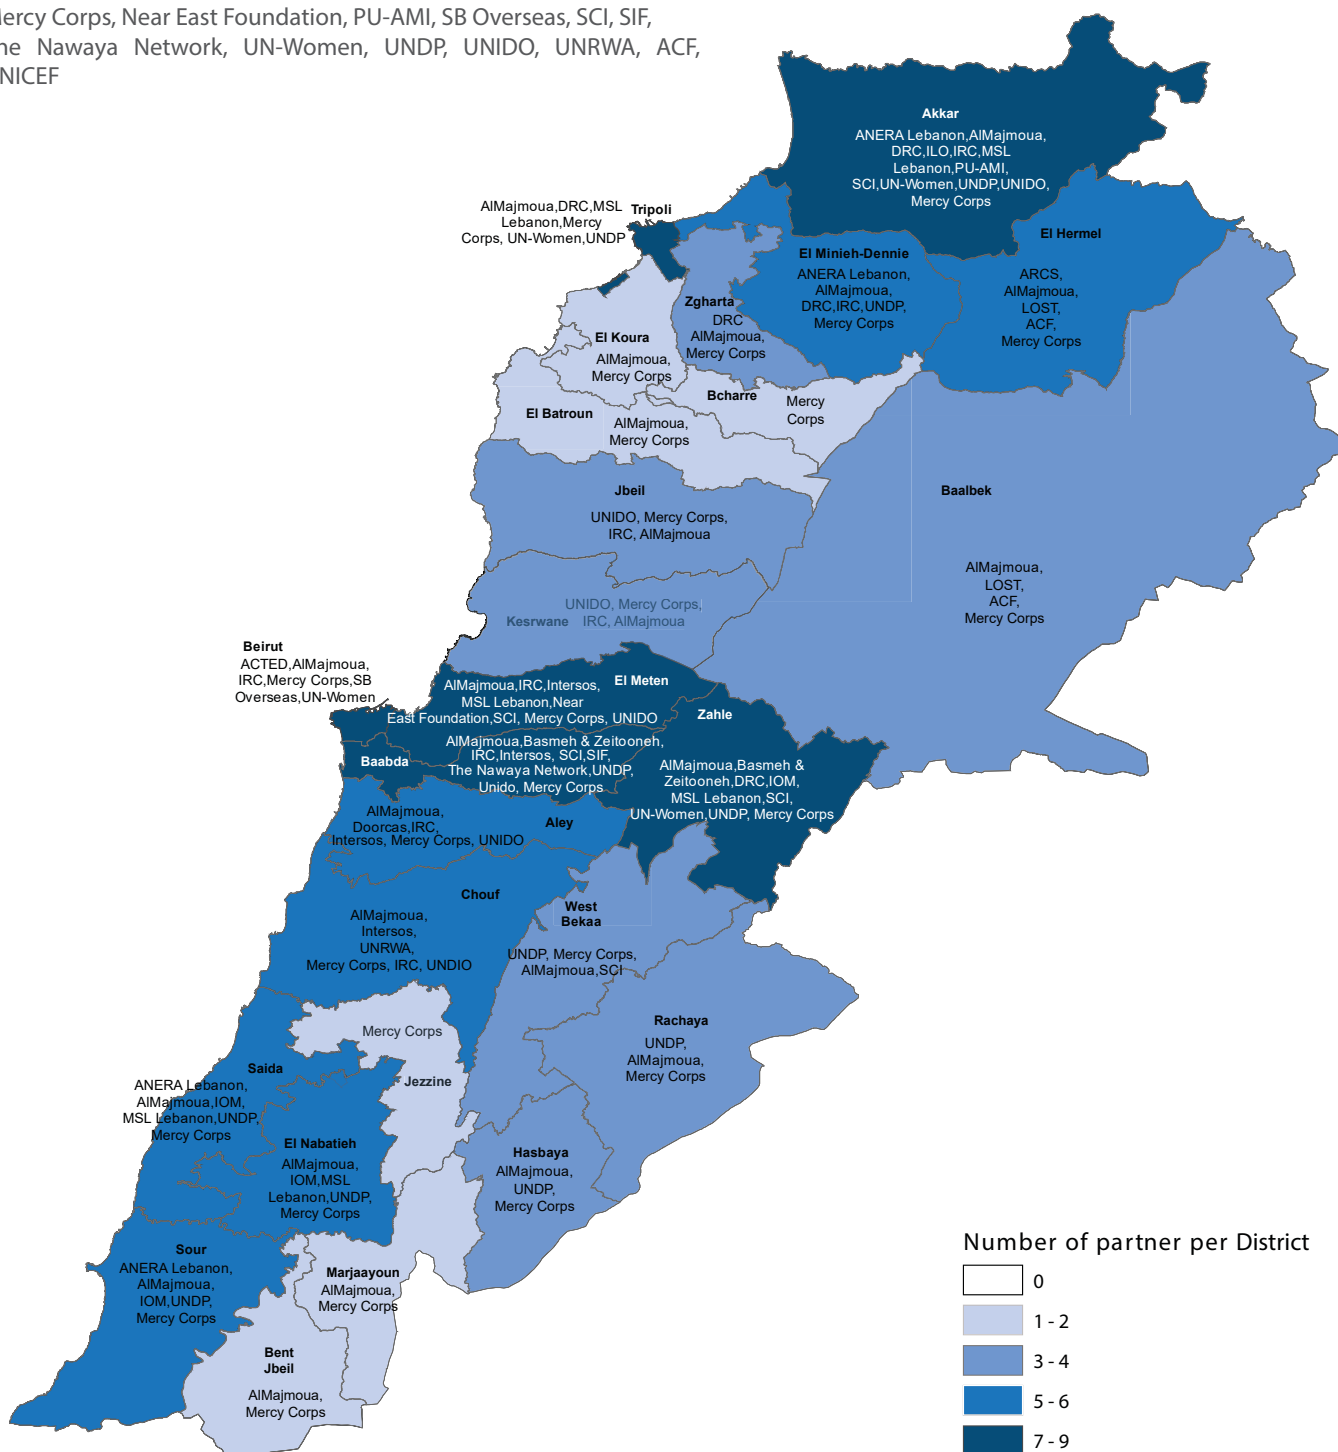 Mercy Corps, Near East Foundation, PU-AMI, SB Overseas, SCI, SIF,
The Nawaya Network, UN-Women, UNDP, UNIDO, UNRWA, ACF,
UNICEF
Akkar
ANERA Lebanon,AlMajmoua,
DRC,ILO,IRC,MSL
Lebanon,PU-AMI,
SCI,UN-Women,UNDP,UNIDO,
Mercy Corps
AlMajmoua,DRC,MSL
Lebanon,Mercy
Corps, UN-Women,UNDP
Tripoli
El Hermel
ARCS,
AlMajmoua,
LOST,
ACF,
Mercy Corps
El Minieh-Dennie
ANERA Lebanon,
AlMajmoua,
DRC,IRC,UNDP,
Mercy Corps
Zgharta
DRC
AlMajmoua,
Mercy Corps
El Koura
AlMajmoua,
Mercy Corps
Bcharre
Mercy
Corps
El Batroun
AlMajmoua,
Mercy Corps
Jbeil
UNIDO, Mercy Corps,
IRC, AlMajmoua
Baalbek
AlMajmoua,
LOST,
ACF,
Mercy Corps
UNIDO, Mercy Corps,
Kesrwane IRC, AlMajmoua
Beirut
ACTED,AlMajmoua,
IRC,Mercy Corps,SB
Overseas,UN-Women
El Meten
AlMajmoua,IRC,Intersos,
MSL Lebanon,Near
East Foundation,SCI, Mercy Corps, UNIDO
Zahle
AlMajmoua,Basmeh &
Zeitooneh,DRC,IOM,
MSL Lebanon,SCI,
UN-Women,UNDP, Mercy Corps
Baabda
AlMajmoua,Basmeh & Zeitooneh,
IRC,Intersos, SCI,SIF,
The Nawaya Network,UNDP,
Unido, Mercy Corps
Aley
AlMajmoua,
Doorcas,IRC,
Intersos, Mercy Corps, UNIDO
Chouf
AlMajmoua,
Intersos,
UNRWA,
Mercy Corps, IRC, UNDIO
West
Bekaa
UNDP, Mercy Corps,
AlMajmoua,SCI
Rachaya
UNDP,
AlMajmoua,
Mercy Corps
Mercy Corps
Jezzine
Saida
ANERA Lebanon,
AlMajmoua,IOM,
MSL Lebanon,UNDP,
Mercy Corps
El Nabatieh
AlMajmoua,
IOM,MSL
Lebanon,UNDP,
Mercy Corps
Hasbaya
AlMajmoua,
UNDP,
Mercy Corps
Sour
ANERA Lebanon,
AlMajmoua,
IOM,UNDP,
Mercy Corps
Marjaayoun
AlMajmoua,
Mercy Corps
Bent
Jbeil
AlMajmoua,
Mercy Corps
Number of partner per District
0
1 - 2
3 - 4
5 - 6
7 - 9